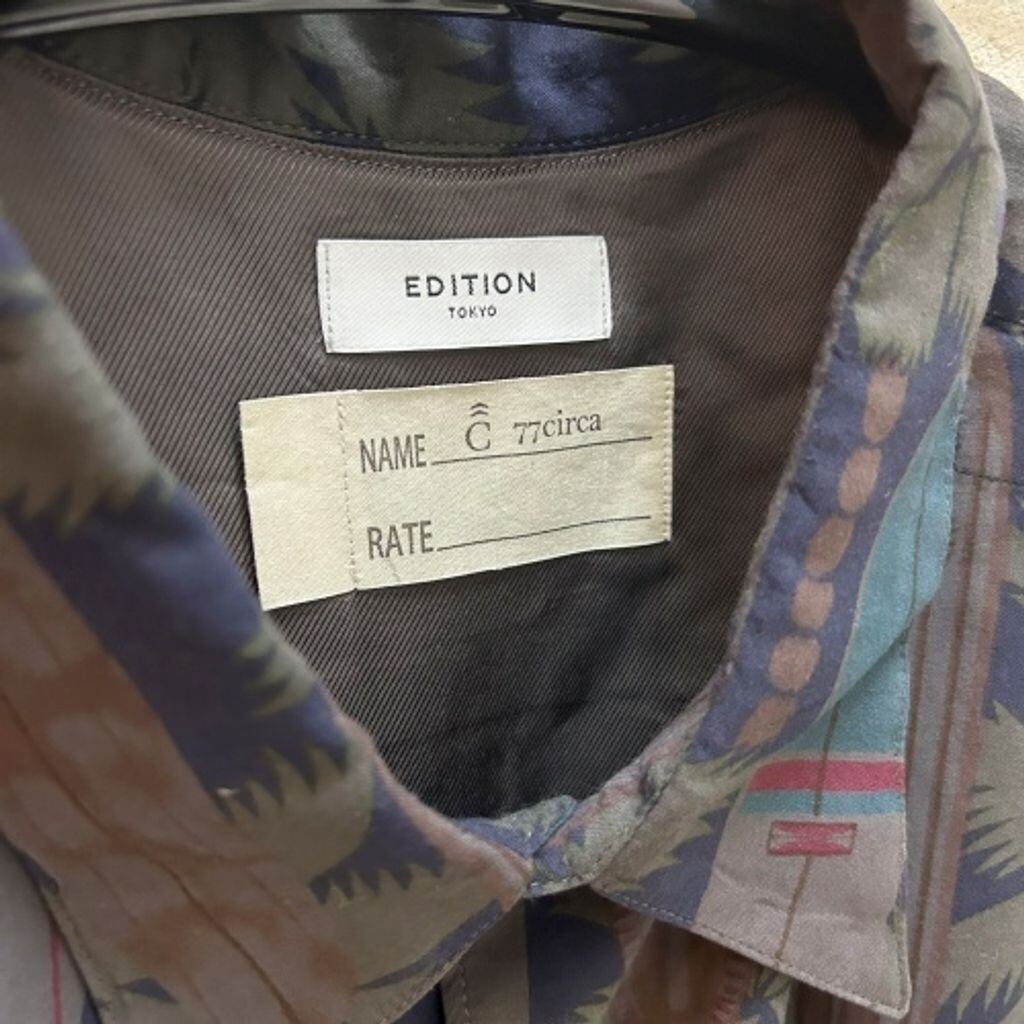 EDITION
TOKYO
NAME Ĉ 77circa
RATE